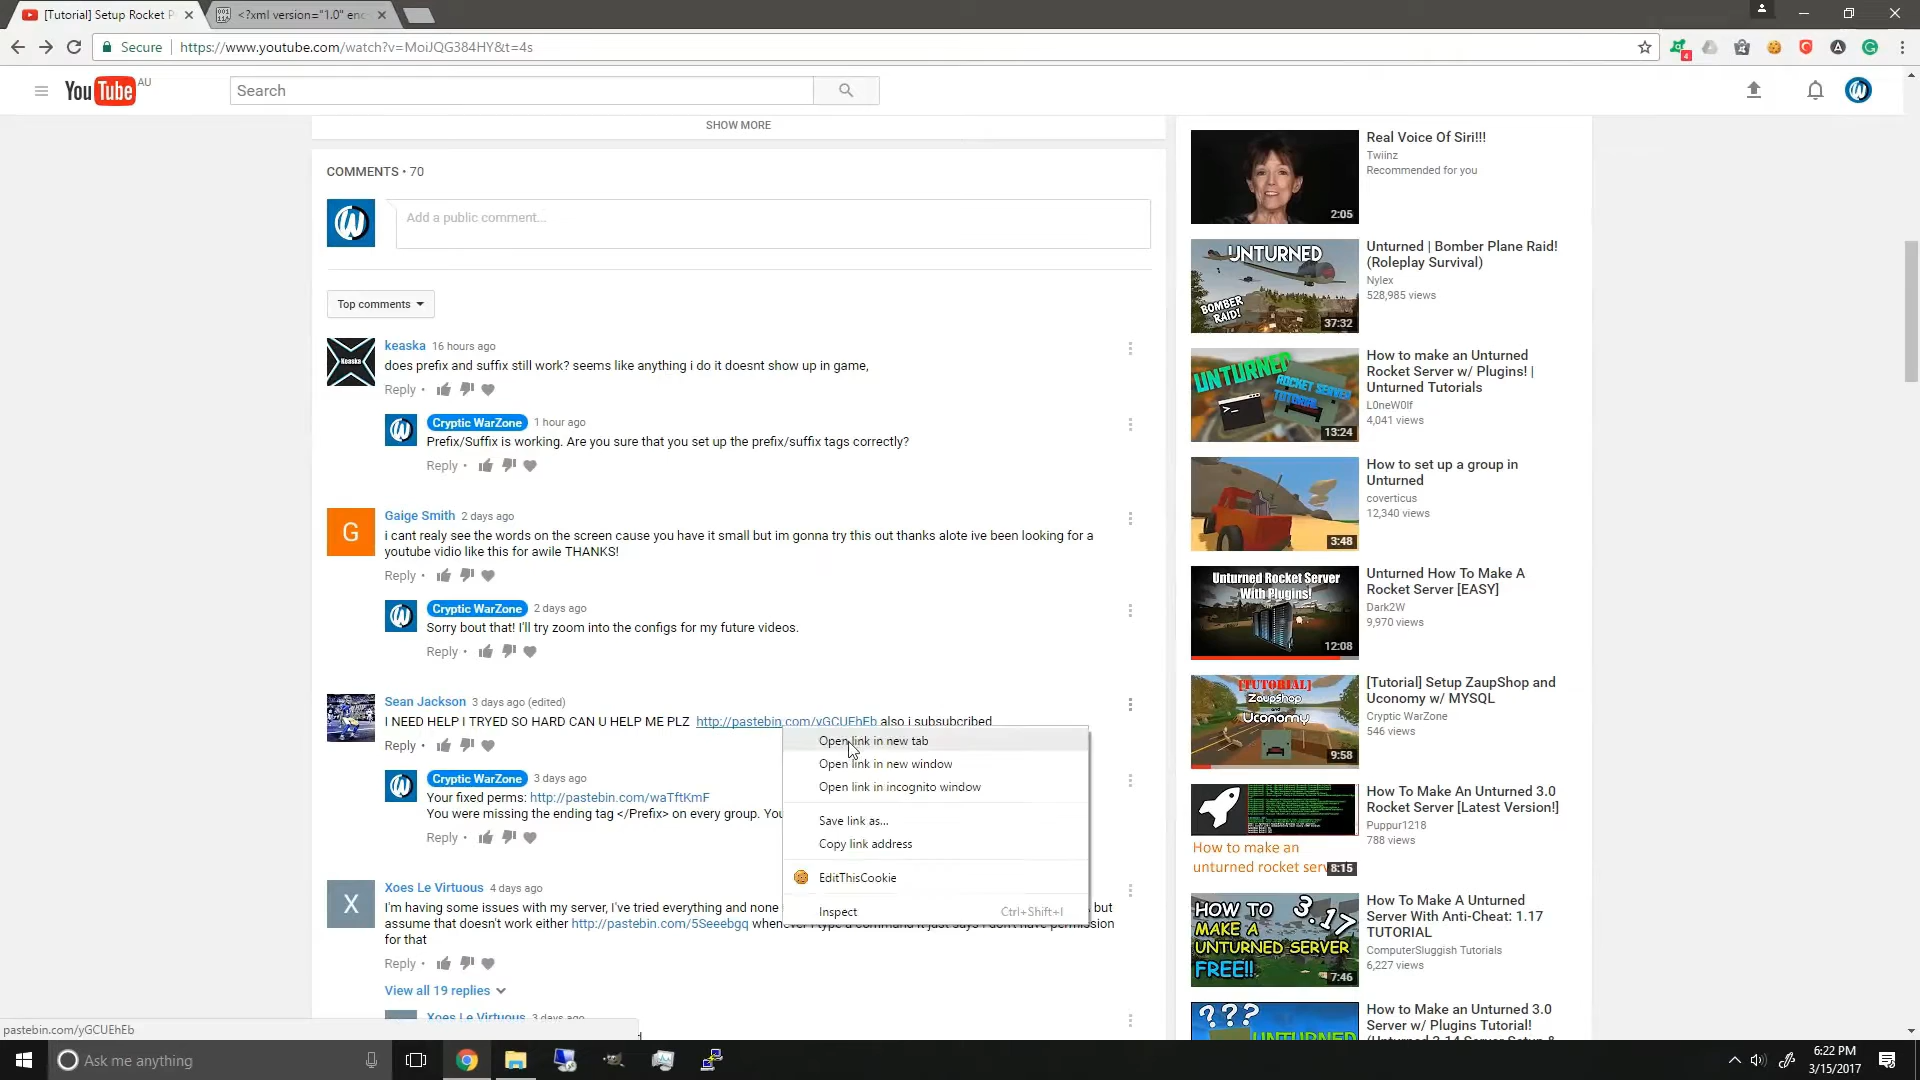 [Tutorial] Setup Rocket P
<?xml version="1.0" enc
Secure
https://www.youtube.com/watch?v=MoiJQG384HY&t=4s
4
YouTube AU
Search
SHOW MORE
COMMENTS • 70
Add a public comment...
Top comments
keaska 16 hours ago
does prefix and suffix still work? seems like anything i do it doesnt show up in game,
Reply •
Cryptic WarZone 1 hour ago
Prefix/Suffix is working. Are you sure that you set up the prefix/suffix tags correctly?
Reply •
G
Gaige Smith 2 days ago
i cant realy see the words on the screen cause you have it small but im gonna try this out thanks alote ive been looking for a
youtube vidio like this for awile THANKS!
Reply •
Cryptic WarZone 2 days ago
Sorry bout that! I'll try zoom into the configs for my future videos.
Reply •
Sean Jackson 3 days ago (edited)
I NEED HELP I TRYED SO HARD CAN U HELP ME PLZ http://pastebin.com/yGCUEhEb also i subsubcribed
Reply •
Cryptic WarZone 3 days ago
Your fixed perms: http://pastebin.com/waTftKmF
You were missing the ending tag </Prefix> on every group. You
Reply •
X
Xoes Le Virtuous 4 days ago
I'm having some issues with my server, I've tried everything and none
but
assume that doesn't work either http://pastebin.com/5Seeebgq whenever i type a command it just says I don't have permission
for that
Reply •
View all 19 replies
Xoes Le Virtuous 3 days ago
Open link in new tab
Open link in new window
Open link in incognito window
Save link as...
Copy link address
EditThisCookie
Inspect Ctrl+Shift+I
2:05
Real Voice Of Siri!!!
Twiinz
Recommended for you
UNTURNED
BOMBER
RAID!
37:32
Unturned | Bomber Plane Raid!
(Roleplay Survival)
Nylex
528,985 views
UNTURNED
ROCKET SERVER
TUTORIAL
13:24
How to make an Unturned
Rocket Server w/ Plugins! |
Unturned Tutorials
L0neW0lf
4,041 views
3:48
How to set up a group in
Unturned
coverticus
12,340 views
Unturned Rocket Server
With Plugins!
12:08
Unturned How To Make A
Rocket Server [EASY]
Dark2W
9,970 views
[TUTORIAL]
ZaupShop
and
Uconomy
9:58
[Tutorial] Setup ZaupShop and
Uconomy w/ MYSQL
Cryptic WarZone
546 views
How to make an
unturned rocket serv
8:15
How To Make An Unturned 3.0
Rocket Server [Latest Version!]
Puppur1218
788 views
HOW TO 3.17
MAKE A
UNTURNED SERVER
FREE!!
7:46
How To Make A Unturned
Server With Anti-Cheat: 1.17
TUTORIAL
ComputerSluggish Tutorials
6,227 views
???
UNTURNED
How to Make an Unturned 3.0
Server w/ Plugins Tutorial!
(Unturned 3.14 Server Setup &
pastebin.com/yGCUEhEb
Ask me anything
6:22 PM
3/15/2017